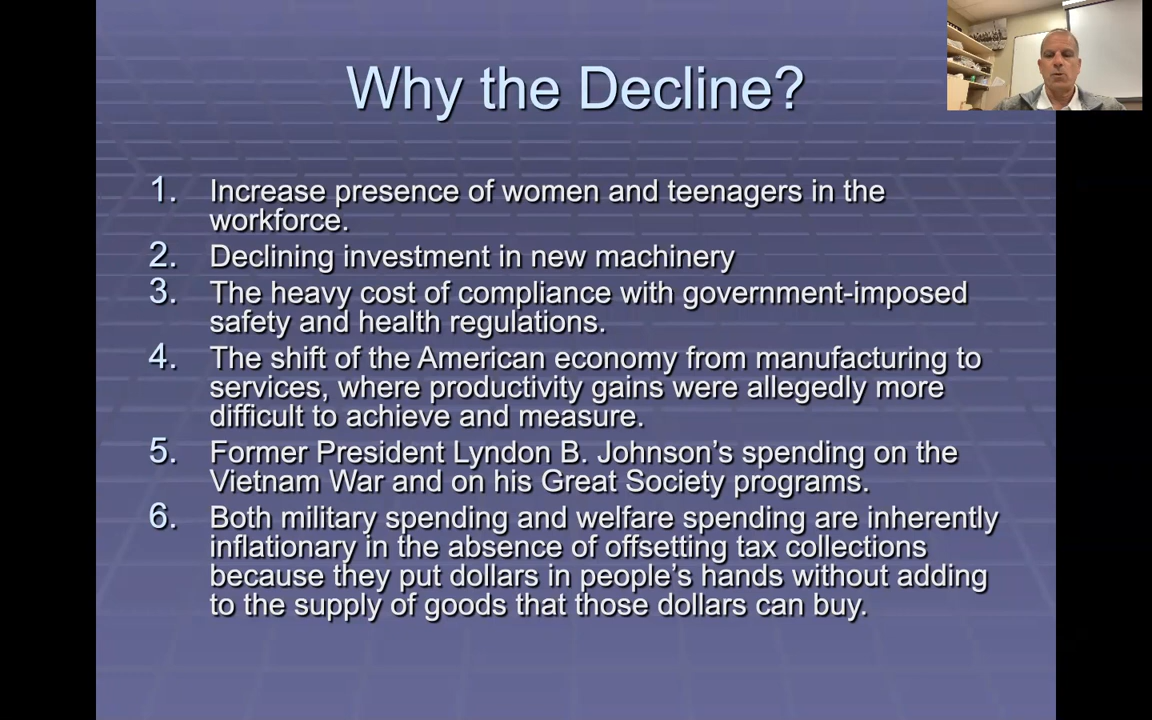 Why the Decline?
1. Increase presence of women and teenagers in the
workforce.
2. Declining investment in new machinery
3. The heavy cost of compliance with government-imposed
safety and health regulations.
4. The shift of the American economy from manufacturing to
services, where productivity gains were allegedly more
difficult to achieve and measure.
5. Former President Lyndon B. Johnson’s spending on the
Vietnam War and on his Great Society programs.
6. Both military spending and welfare spending are inherently
inflationary in the absence of offsetting tax collections
because they put dollars in people’s hands without adding
to the supply of goods that those dollars can buy.